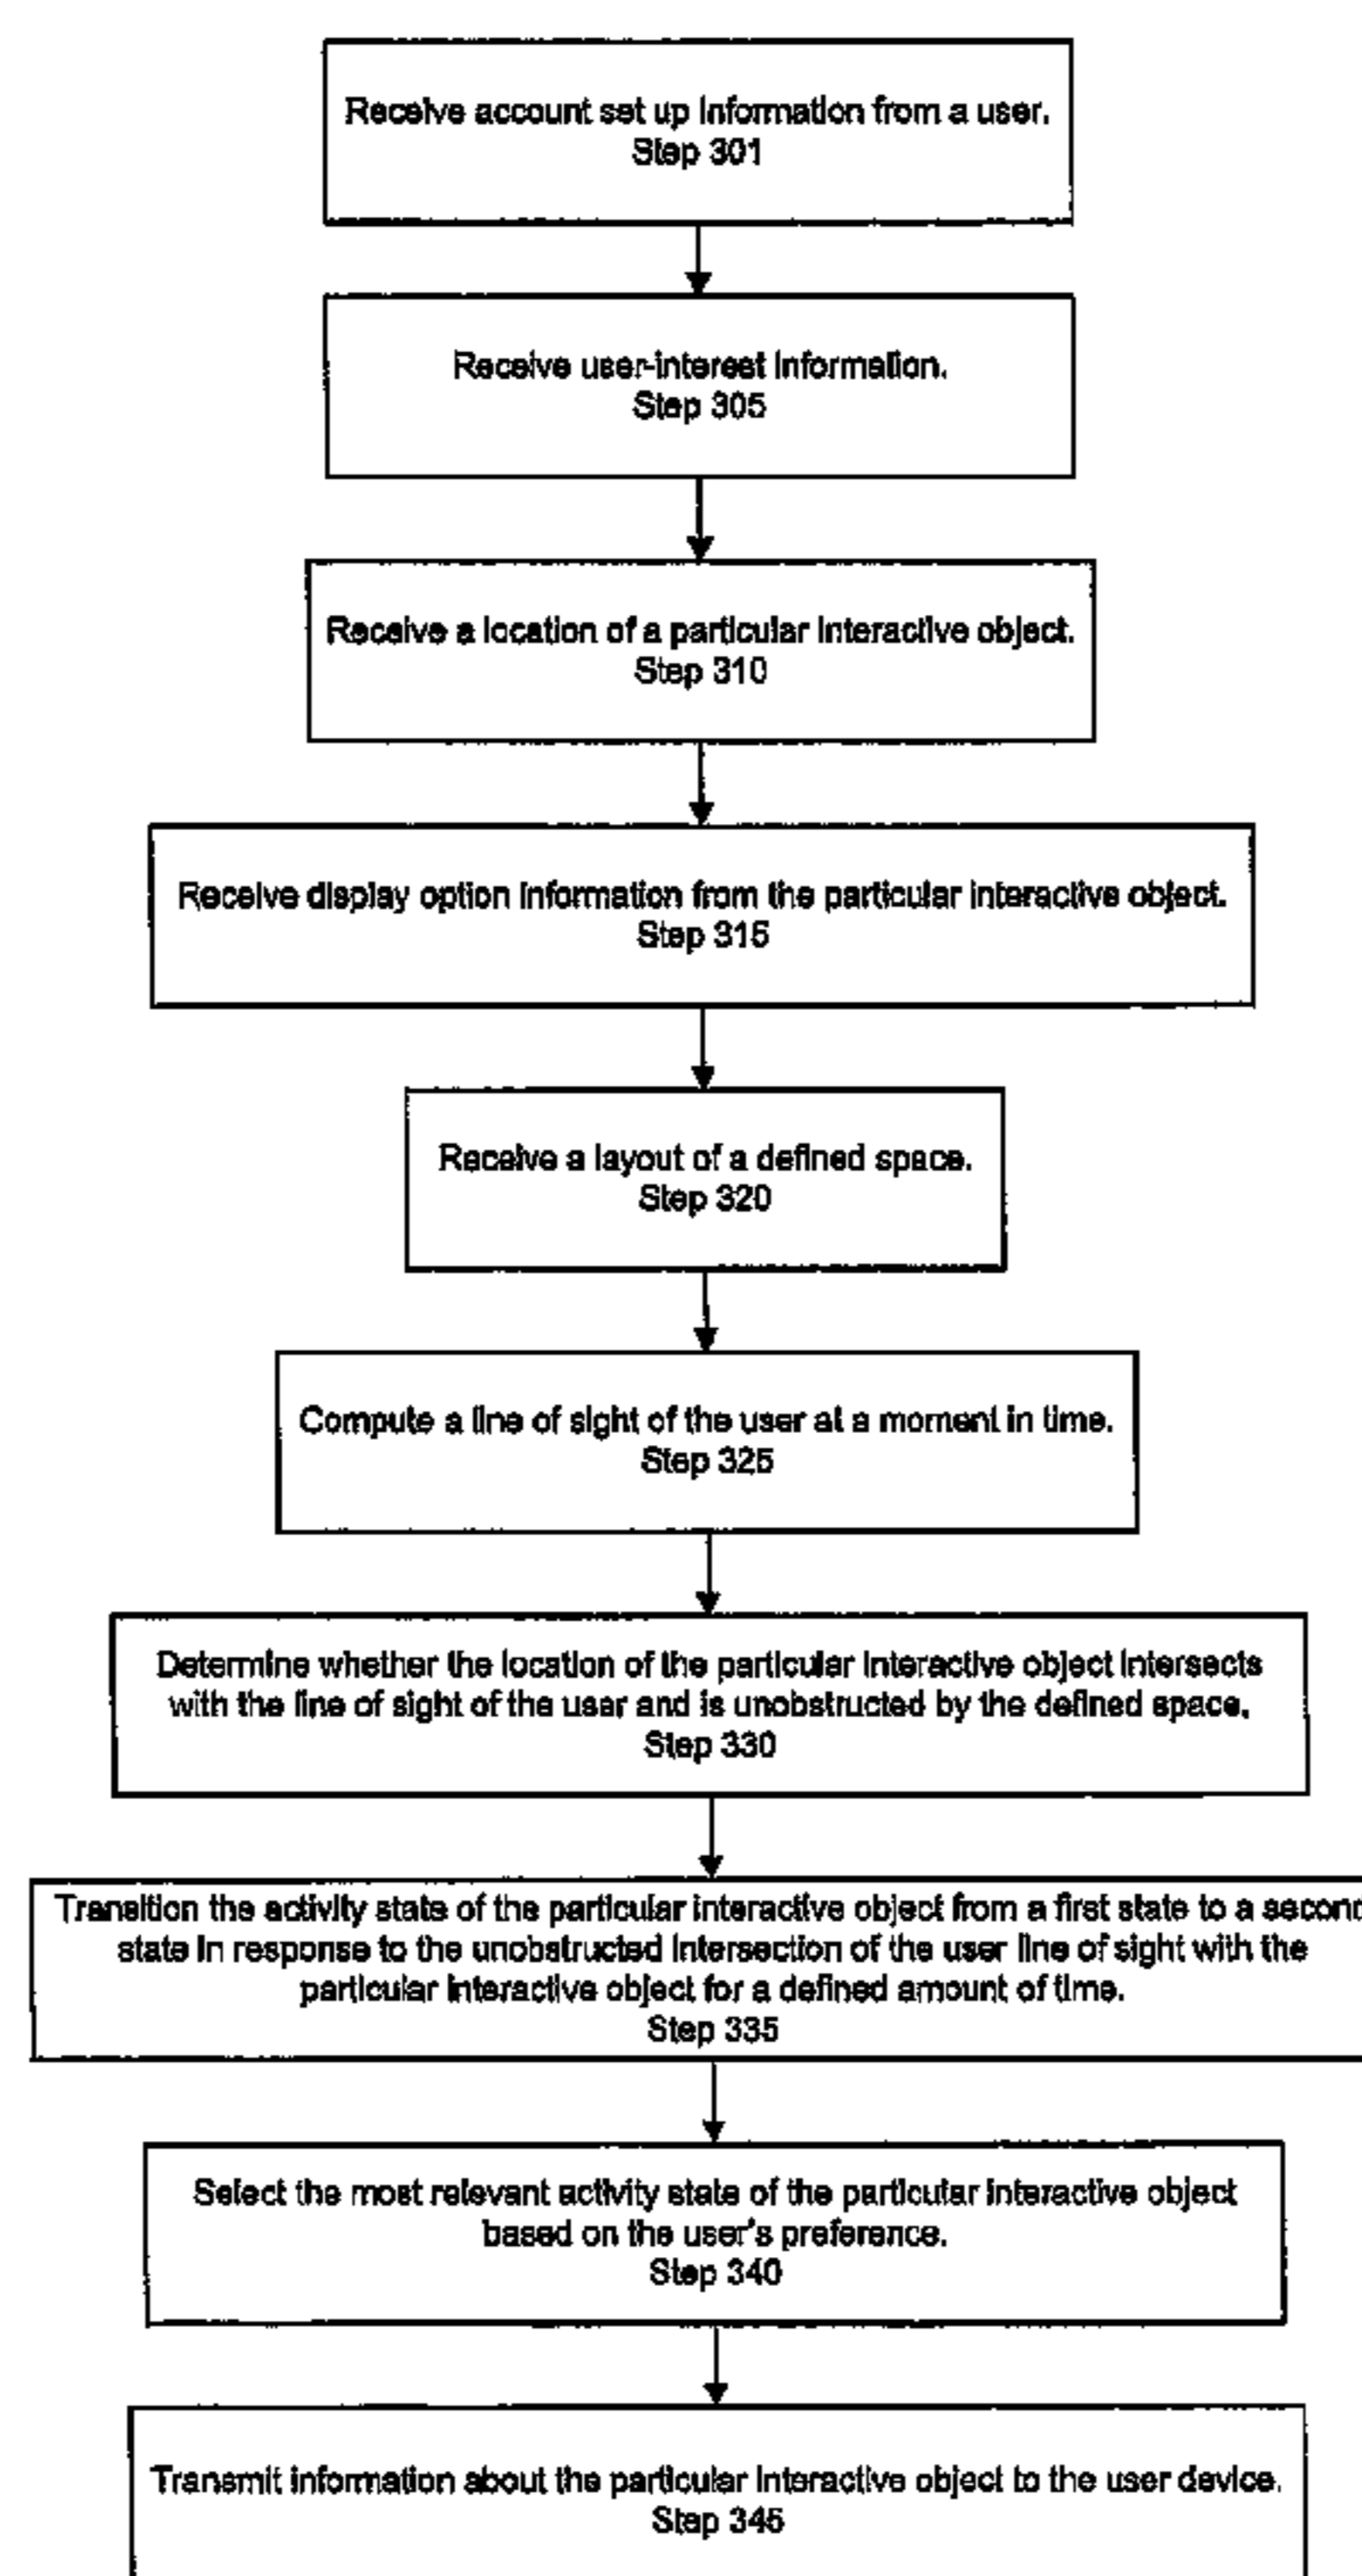 Receive account set up information from a user.
Step 301
Receive user-interest information.
Step 305
Receive a location of a particular interactive object.
Step 310
Receive display option information from the particular interactive object.
Step 315
Receive a layout of a defined space.
Step 320
Compute a line of sight of the user at a moment in time.
Step 325
Determine whether the location of the particular interactive object intersects
with the line of sight of the user and is unobstructed by the defined space.
Step 330
Transition the activity state of the particular interactive object from a first state to a second
state in response to the unobstructed intersection of the user line of sight with the
particular interactive object for a defined amount of time.
Step 335
Select the most relevant activity state of the particular interactive object
based on the user's preference.
Step 340
Transmit information about the particular interactive object to the user device.
Step 345